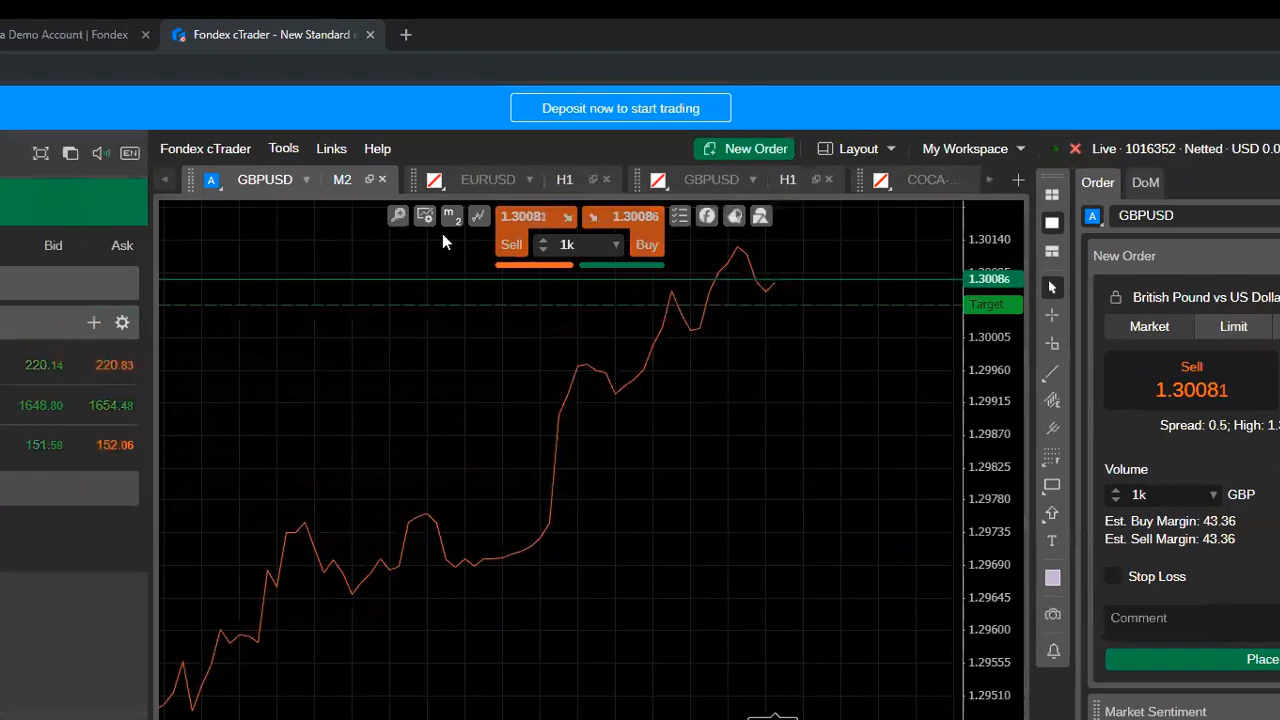 a Demo Account | Fondex
Fondex cTrader - New Standard i
Deposit now to start trading
EN
Fondex cTrader Tools Links Help
New Order
Layout
My Workspace
Live · 1016352 · Netted · USD 0.0
GBPUSD M2
EURUSD H1
GBPUSD H1
COCA-...
Order
DoM
m2
1.30081 1.30086
Sell 1k Buy
GBPUSD
Bid Ask
New Order
British Pound vs US Dolla
Market Limit
Sell
1.30081
Spread: 0.5; High: 1.3
Volume
1k GBP
Est. Buy Margin: 43.36
Est. Sell Margin: 43.36
Stop Loss
Comment
Place
Market Sentiment
220.14 220.83
1648.80 1654.48
151.59 152.06
1.30140
1.30086
Target
1.30005
1.29960
1.29915
1.29870
1.29825
1.29780
1.29735
1.29690
1.29645
1.29600
1.29555
1.29510
A
A
T